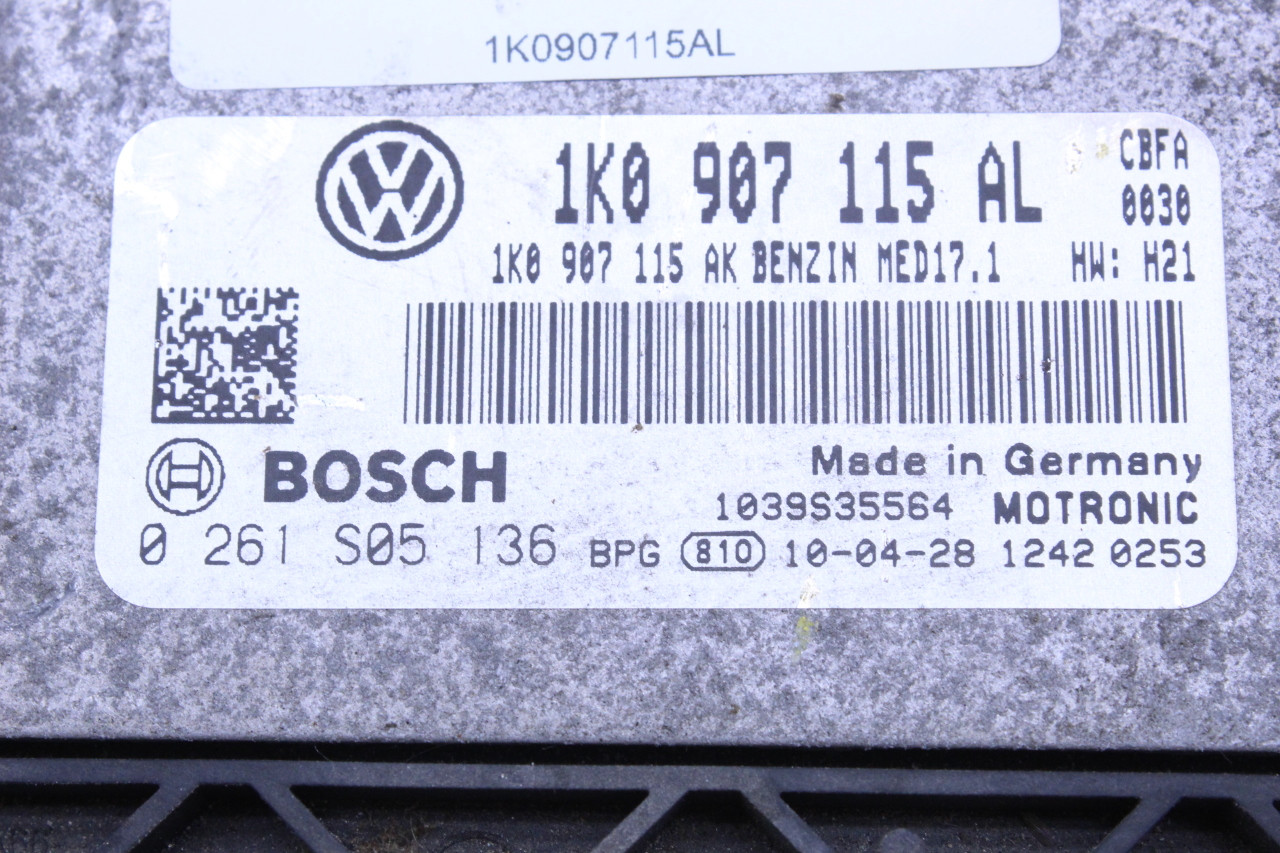 1K0907115AL
1K0 907 115 AL CBFA
0030
1K0 907 115 AK BENZIN MED17.1 HW: H21
BOSCH Made in Germany
1039S35564 MOTRONIC
0 261 S05 136 BPG 810 10-04-28 1242 0253